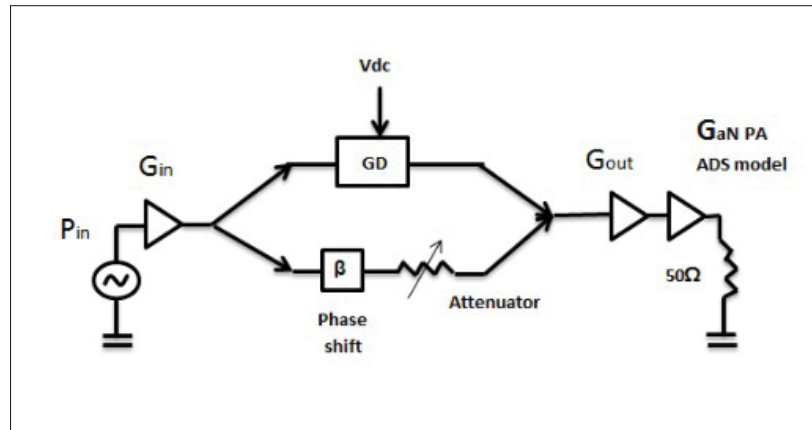 Vdc
GaN PA
ADS model
Gin
GD
Gout
Pin
β
50Ω
Attenuator
Phase
shift